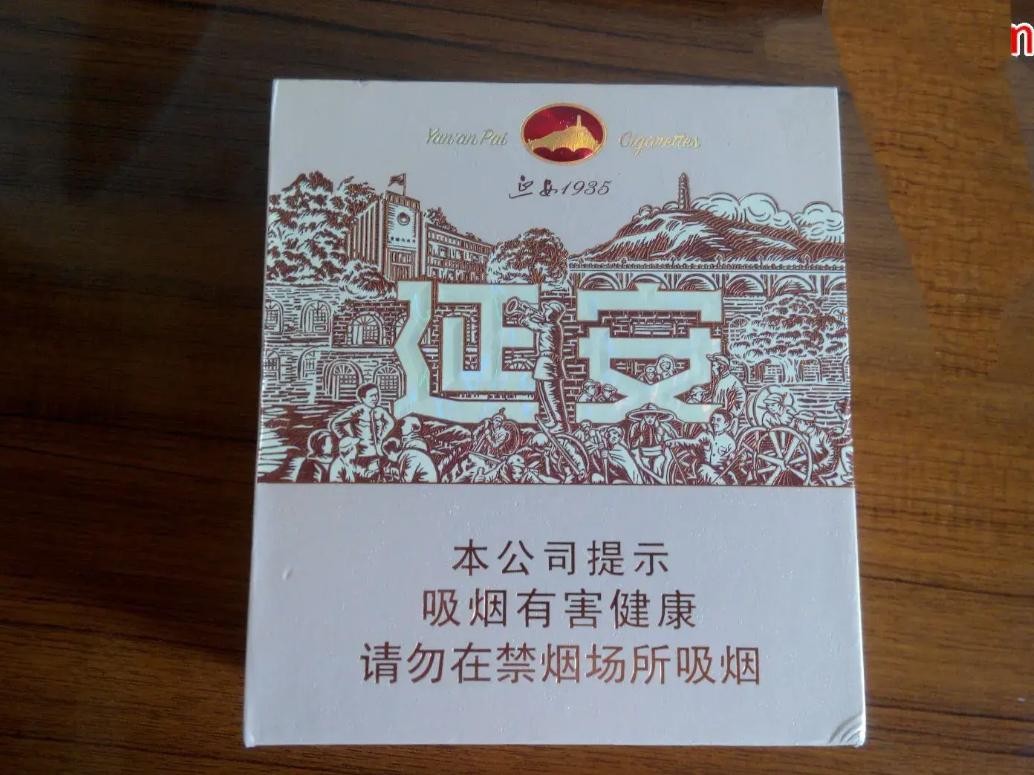 Yan'an Pai Cigarettes
延安1935
延安
本公司提示
吸烟有害健康
请勿在禁烟场所吸烟